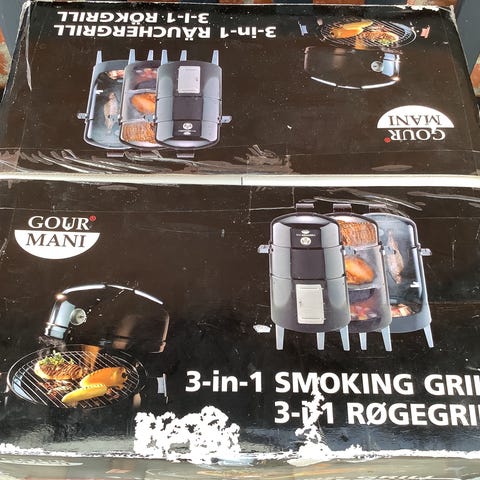 3-in-1 RÄUCHERGRILL
3-I-1 RÖKGRILL
GOUR
MANI
GOUR
MANI
3-in-1 SMOKING GRI
3-i-1 RØGEGRI